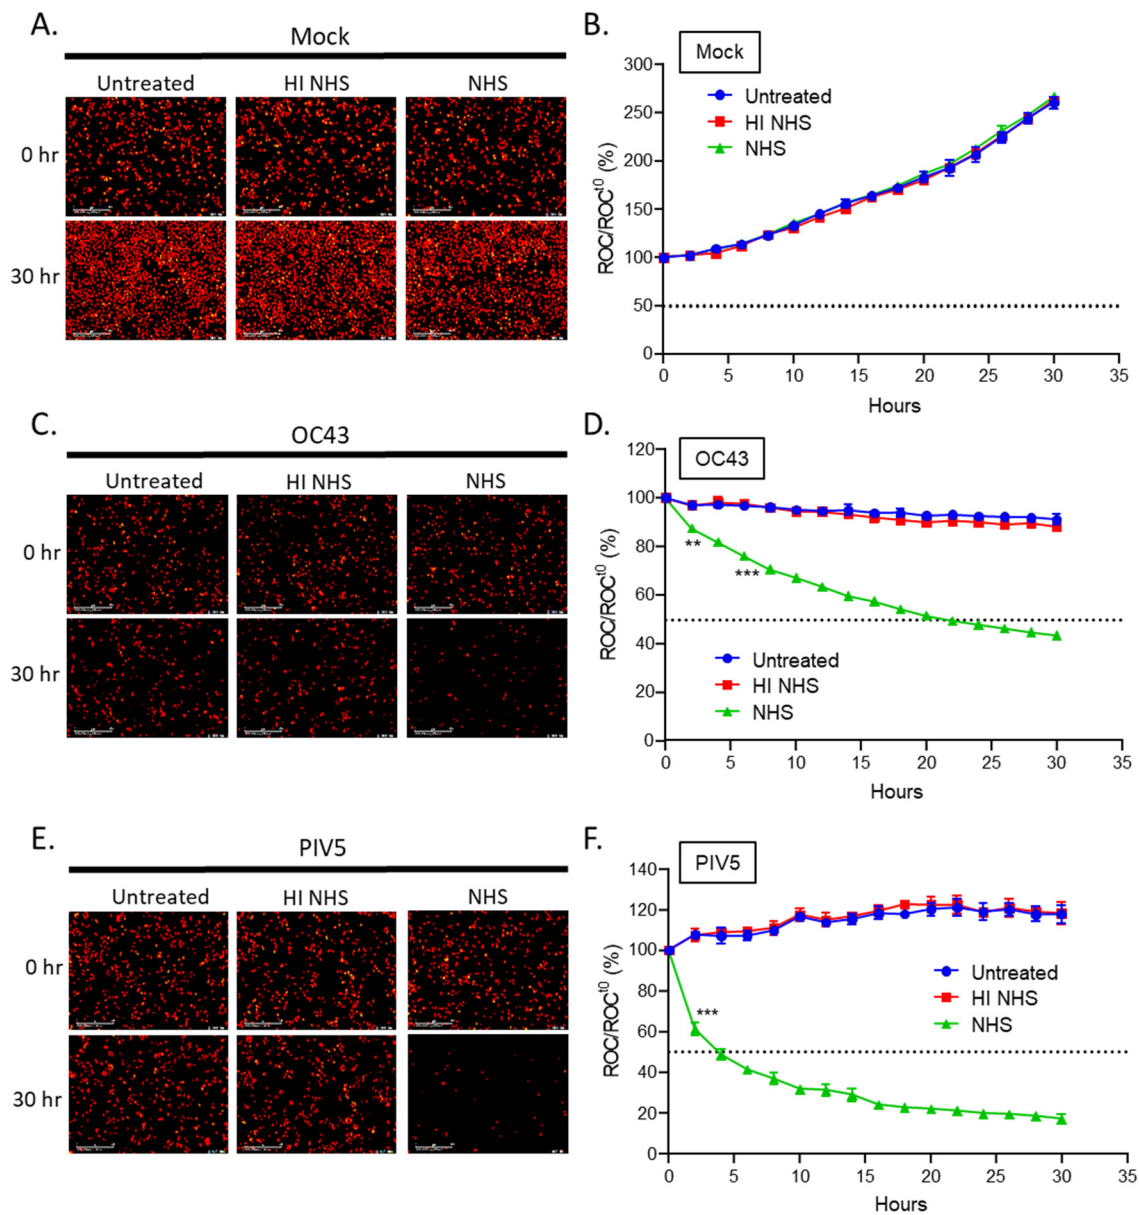 A.
Mock
Untreated HI NHS NHS
0 hr
30 hr
B.
Mock
Untreated
HI NHS
NHS
ROC/ROC^t0 (%)
300
250
200
150
100
50
0
0 5 10 15 20 25 30 35
Hours
C.
OC43
Untreated HI NHS NHS
0 hr
30 hr
D.
OC43
ROC/ROC^t0 (%)
120
100
80
60
40
20
0
**
***
Untreated
HI NHS
NHS
0 5 10 15 20 25 30 35
Hours
E.
PIV5
Untreated HI NHS NHS
0 hr
30 hr
F.
PIV5
ROC/ROC^t0 (%)
140
120
100
80
60
40
20
0
***
Untreated
HI NHS
NHS
0 5 10 15 20 25 30 35
Hours